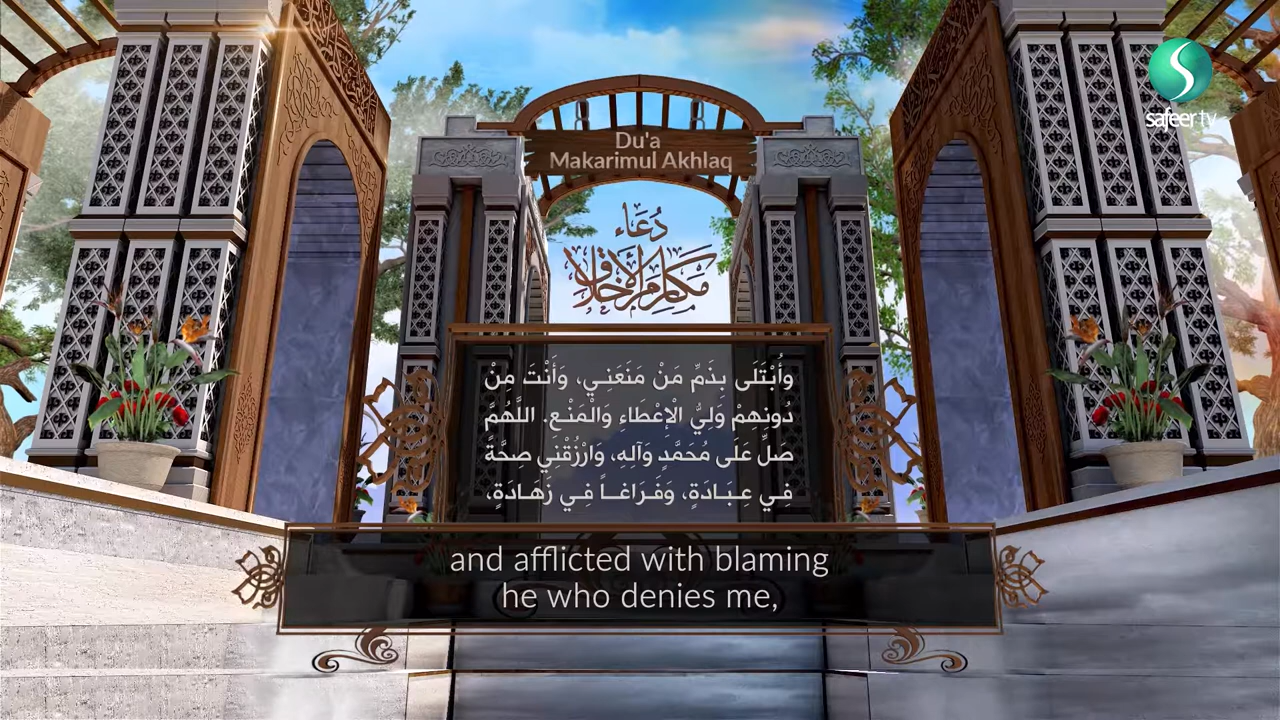 safeer tv
Du'a
Makarimul Akhlaq
دُعَاء
مَكَارِم الأَخْلَاق
وَأُبْتَلَى بِذَمِّ مَنْ مَنَعَنِي، وَأَنْتَ مِنْ
دُونِهِمْ وَلِيُّ الْإِعْطَاءِ وَالْمَنْعِ. اللَّهُمَّ
صَلِّ عَلَى مُحَمَّدٍ وَآلِهِ، وَارْزُقْنِي صِحَّةً
فِي عِبَادَةٍ، وَفَرَاغاً فِي زَهَادَةٍ،
and afflicted with blaming
he who denies me,